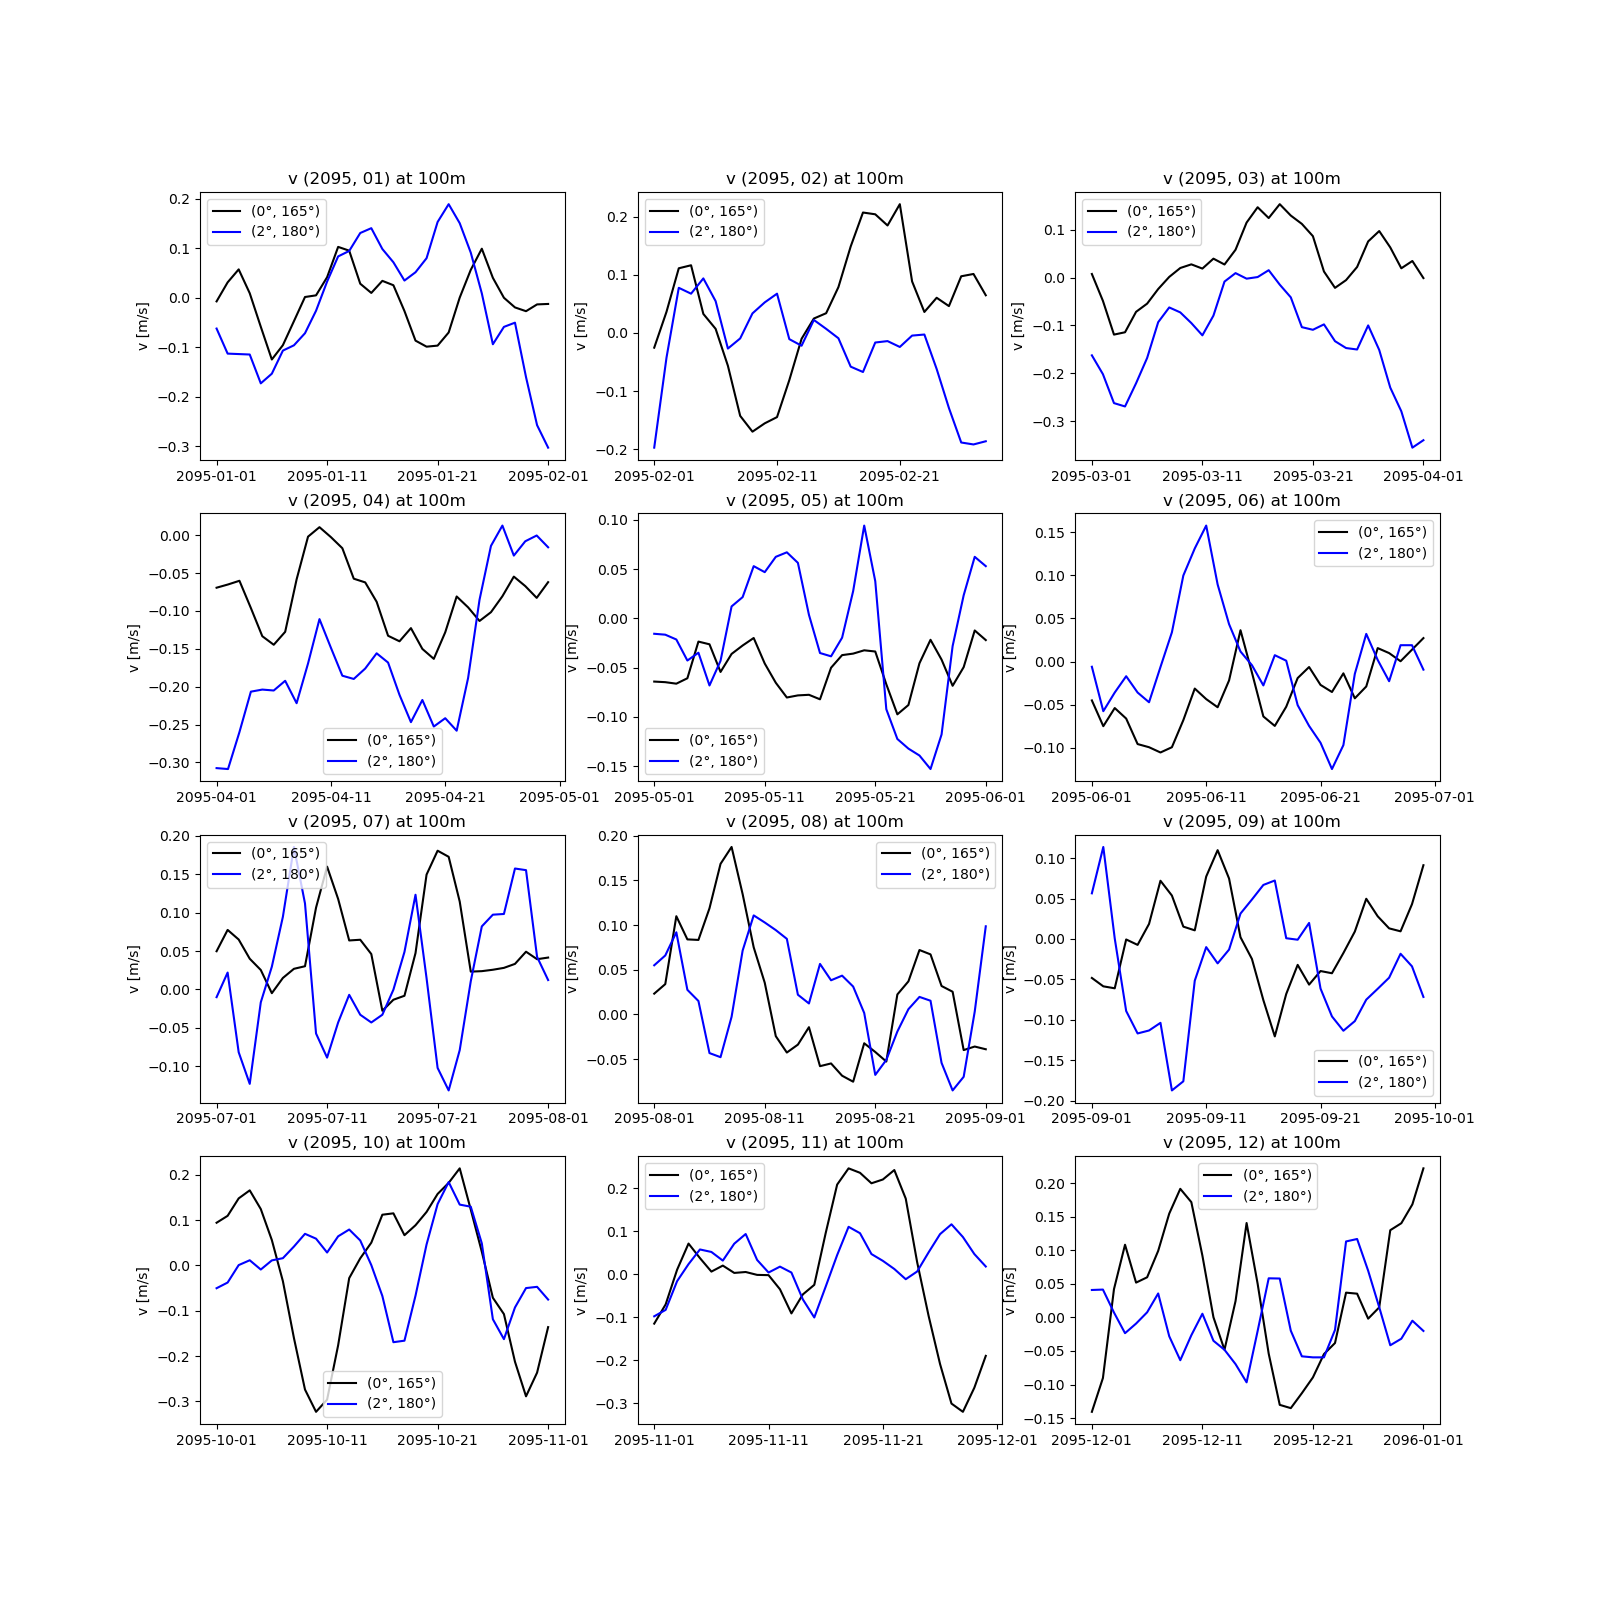 v (2095, 01) at 100m
v [m/s]
0.2
0.1
0.0
−0.1
−0.2
−0.3
(0°, 165°)
(2°, 180°)
2095-01-01 2095-01-11 2095-01-21 2095-02-01
v (2095, 02) at 100m
v [m/s]
0.2
0.1
0.0
−0.1
−0.2
(0°, 165°)
(2°, 180°)
2095-02-01 2095-02-11 2095-02-21
v (2095, 03) at 100m
v [m/s]
0.1
0.0
−0.1
−0.2
−0.3
(0°, 165°)
(2°, 180°)
2095-03-01 2095-03-11 2095-03-21 2095-04-01
v (2095, 04) at 100m
v [m/s]
0.00
−0.05
−0.10
−0.15
−0.20
−0.25
−0.30
(0°, 165°)
(2°, 180°)
2095-04-01 2095-04-11 2095-04-21 2095-05-01
v (2095, 05) at 100m
v [m/s]
0.10
0.05
0.00
−0.05
−0.10
−0.15
(0°, 165°)
(2°, 180°)
2095-05-01 2095-05-11 2095-05-21 2095-06-01
v (2095, 06) at 100m
v [m/s]
0.15
0.10
0.05
0.00
−0.05
−0.10
(0°, 165°)
(2°, 180°)
2095-06-01 2095-06-11 2095-06-21 2095-07-01
v (2095, 07) at 100m
v [m/s]
0.20
0.15
0.10
0.05
0.00
−0.05
−0.10
(0°, 165°)
(2°, 180°)
2095-07-01 2095-07-11 2095-07-21 2095-08-01
v (2095, 08) at 100m
v [m/s]
0.20
0.15
0.10
0.05
0.00
−0.05
(0°, 165°)
(2°, 180°)
2095-08-01 2095-08-11 2095-08-21 2095-09-01
v (2095, 09) at 100m
v [m/s]
0.10
0.05
0.00
−0.05
−0.10
−0.15
−0.20
(0°, 165°)
(2°, 180°)
2095-09-01 2095-09-11 2095-09-21 2095-10-01
v (2095, 10) at 100m
v [m/s]
0.2
0.1
0.0
−0.1
−0.2
−0.3
(0°, 165°)
(2°, 180°)
2095-10-01 2095-10-11 2095-10-21 2095-11-01
v (2095, 11) at 100m
v [m/s]
0.2
0.1
0.0
−0.1
−0.2
−0.3
(0°, 165°)
(2°, 180°)
2095-11-01 2095-11-11 2095-11-21 2095-12-01
v (2095, 12) at 100m
v [m/s]
0.20
0.15
0.10
0.05
0.00
−0.05
−0.10
−0.15
(0°, 165°)
(2°, 180°)
2095-12-01 2095-12-11 2095-12-21 2096-01-01